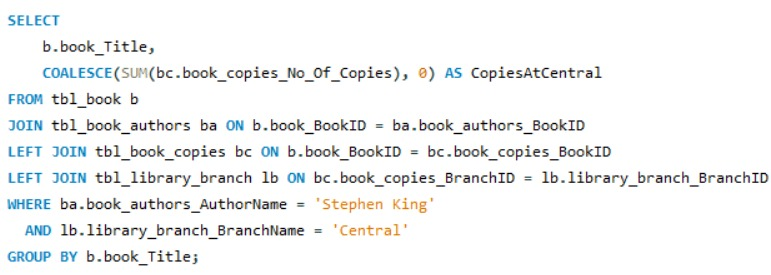 SELECT
    b.book_Title,
    COALESCE(SUM(bc.book_copies_No_Of_Copies), 0) AS CopiesAtCentral
FROM tbl_book b
JOIN tbl_book_authors ba ON b.book_BookID = ba.book_authors_BookID
LEFT JOIN tbl_book_copies bc ON b.book_BookID = bc.book_copies_BookID
LEFT JOIN tbl_library_branch lb ON bc.book_copies_BranchID = lb.library_branch_BranchID
WHERE ba.book_authors_AuthorName = 'Stephen King'
  AND lb.library_branch_BranchName = 'Central'
GROUP BY b.book_Title;